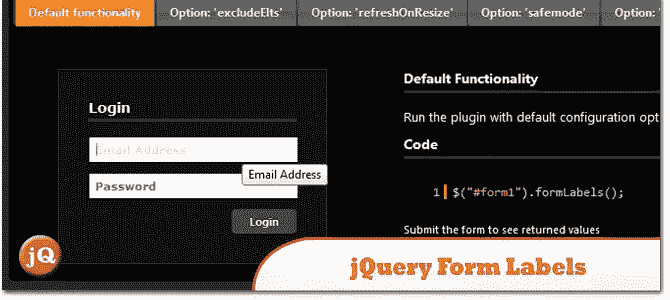 Default functionality Option: 'excludeElts' Option: 'refreshOnResize' Option: 'safemode' Option: '
Login
Email Address
Email Address
Password
Login
Default Functionality
Run the plugin with default configuration opt
Code
1 $("#form1").formLabels();
Submit the form to see returned values
jQ
jQuery Form Labels